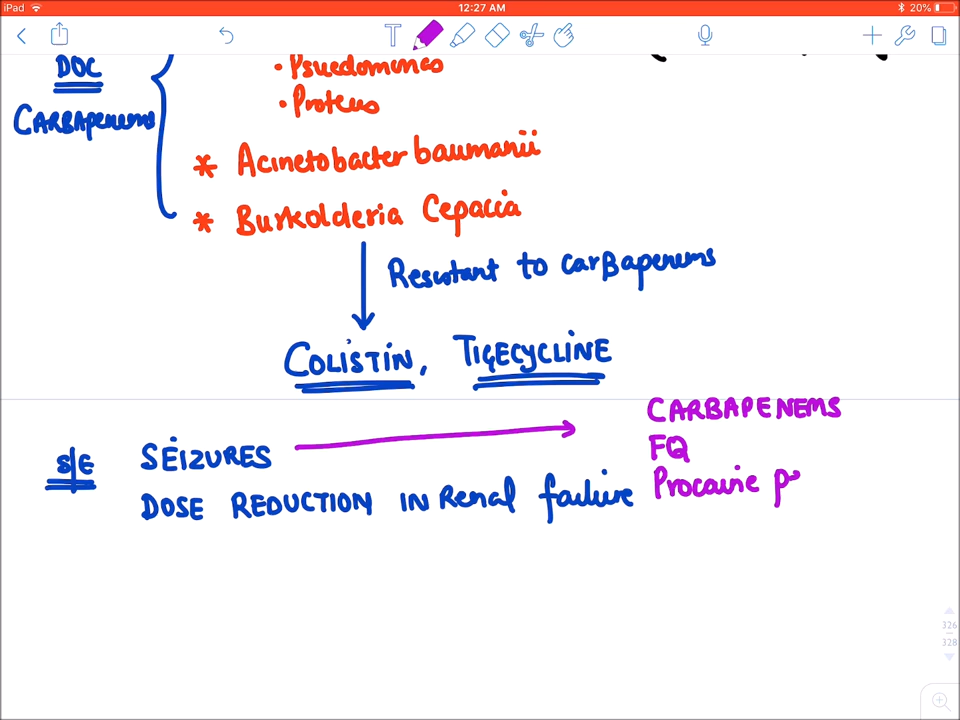 iPad 12:27 AM 20%
DOC
• Psuedomonas
CARBAPENEMS
• Proteus
* Acinetobacter baumanii
* Burkolderia Cepacia
Resistant to carbapenems
COLISTIN, TIGECYCLINE
CARBAPENEMS
S/E SEIZURES
FQ
DOSE REDUCTION IN Renal failure
Procaine p
326
328